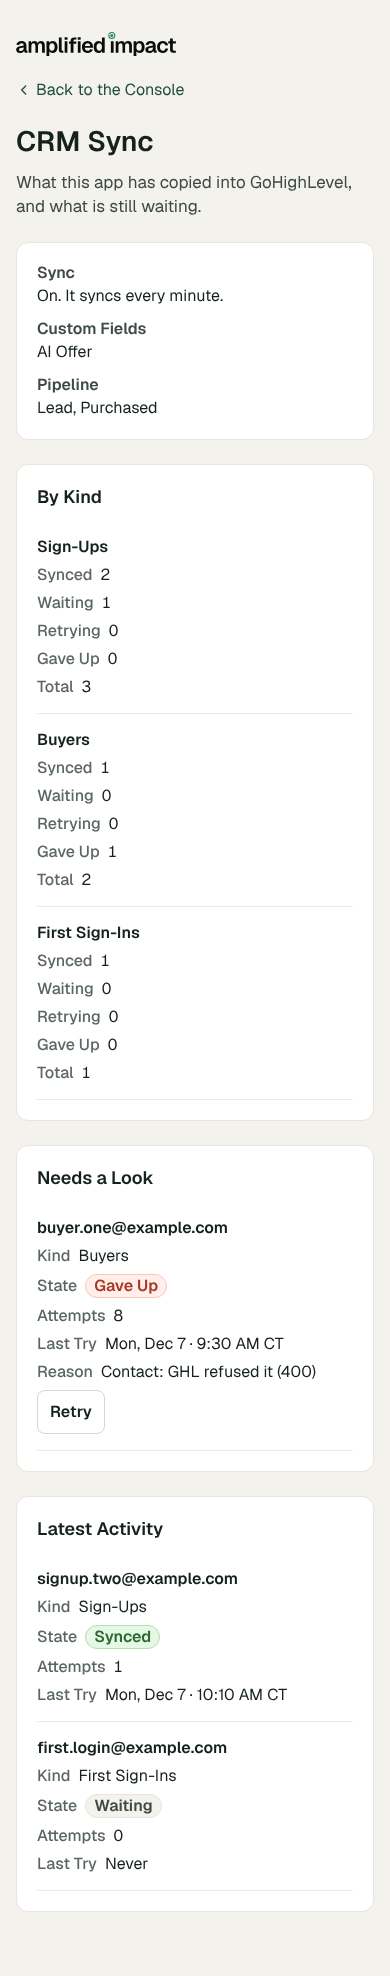 amplified impact
Back to the Console
CRM Sync
What this app has copied into GoHighLevel,
and what is still waiting.
Sync
On. It syncs every minute.
Custom Fields
AI Offer
Pipeline
Lead, Purchased
By Kind
Sign-Ups
Synced 2
Waiting 1
Retrying 0
Gave Up 0
Total 3
Buyers
Synced 1
Waiting 0
Retrying 0
Gave Up 1
Total 2
First Sign-Ins
Synced 1
Waiting 0
Retrying 0
Gave Up 0
Total 1
Needs a Look
buyer.one@example.com
Kind Buyers
State Gave Up
Attempts 8
Last Try Mon, Dec 7 · 9:30 AM CT
Reason Contact: GHL refused it (400)
Retry
Latest Activity
signup.two@example.com
Kind Sign-Ups
State Synced
Attempts 1
Last Try Mon, Dec 7 · 10:10 AM CT
first.login@example.com
Kind First Sign-Ins
State Waiting
Attempts 0
Last Try Never